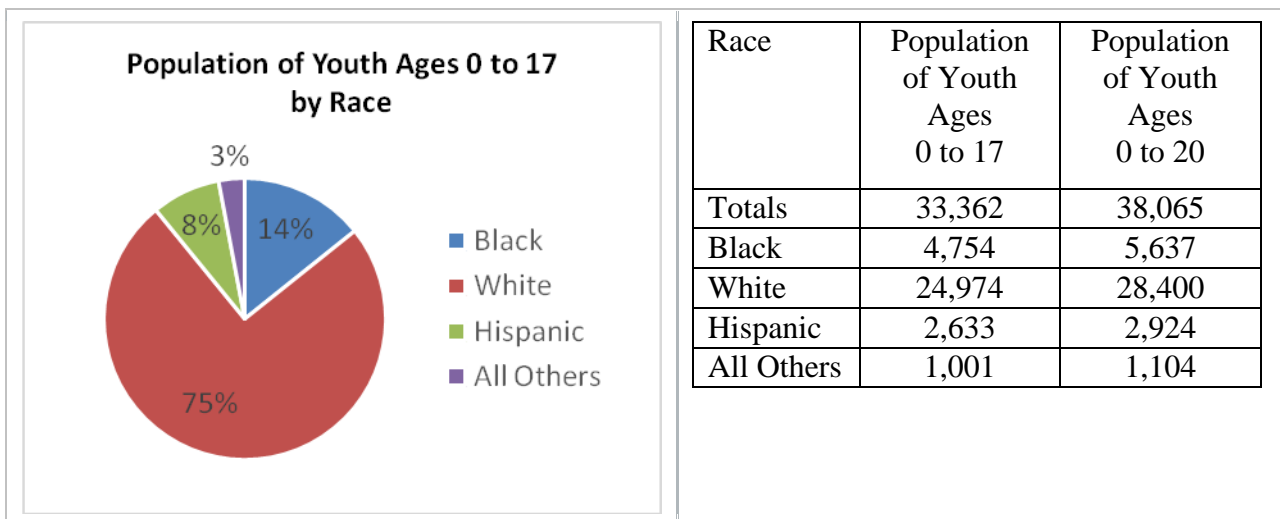 Population of Youth Ages 0 to 17
by Race
3%
8%
14%
75%
Black
White
Hispanic
All Others
Race Population of Youth Ages 0 to 17 Population of Youth Ages 0 to 20
Totals 33,362 38,065
Black 4,754 5,637
White 24,974 28,400
Hispanic 2,633 2,924
All Others 1,001 1,104